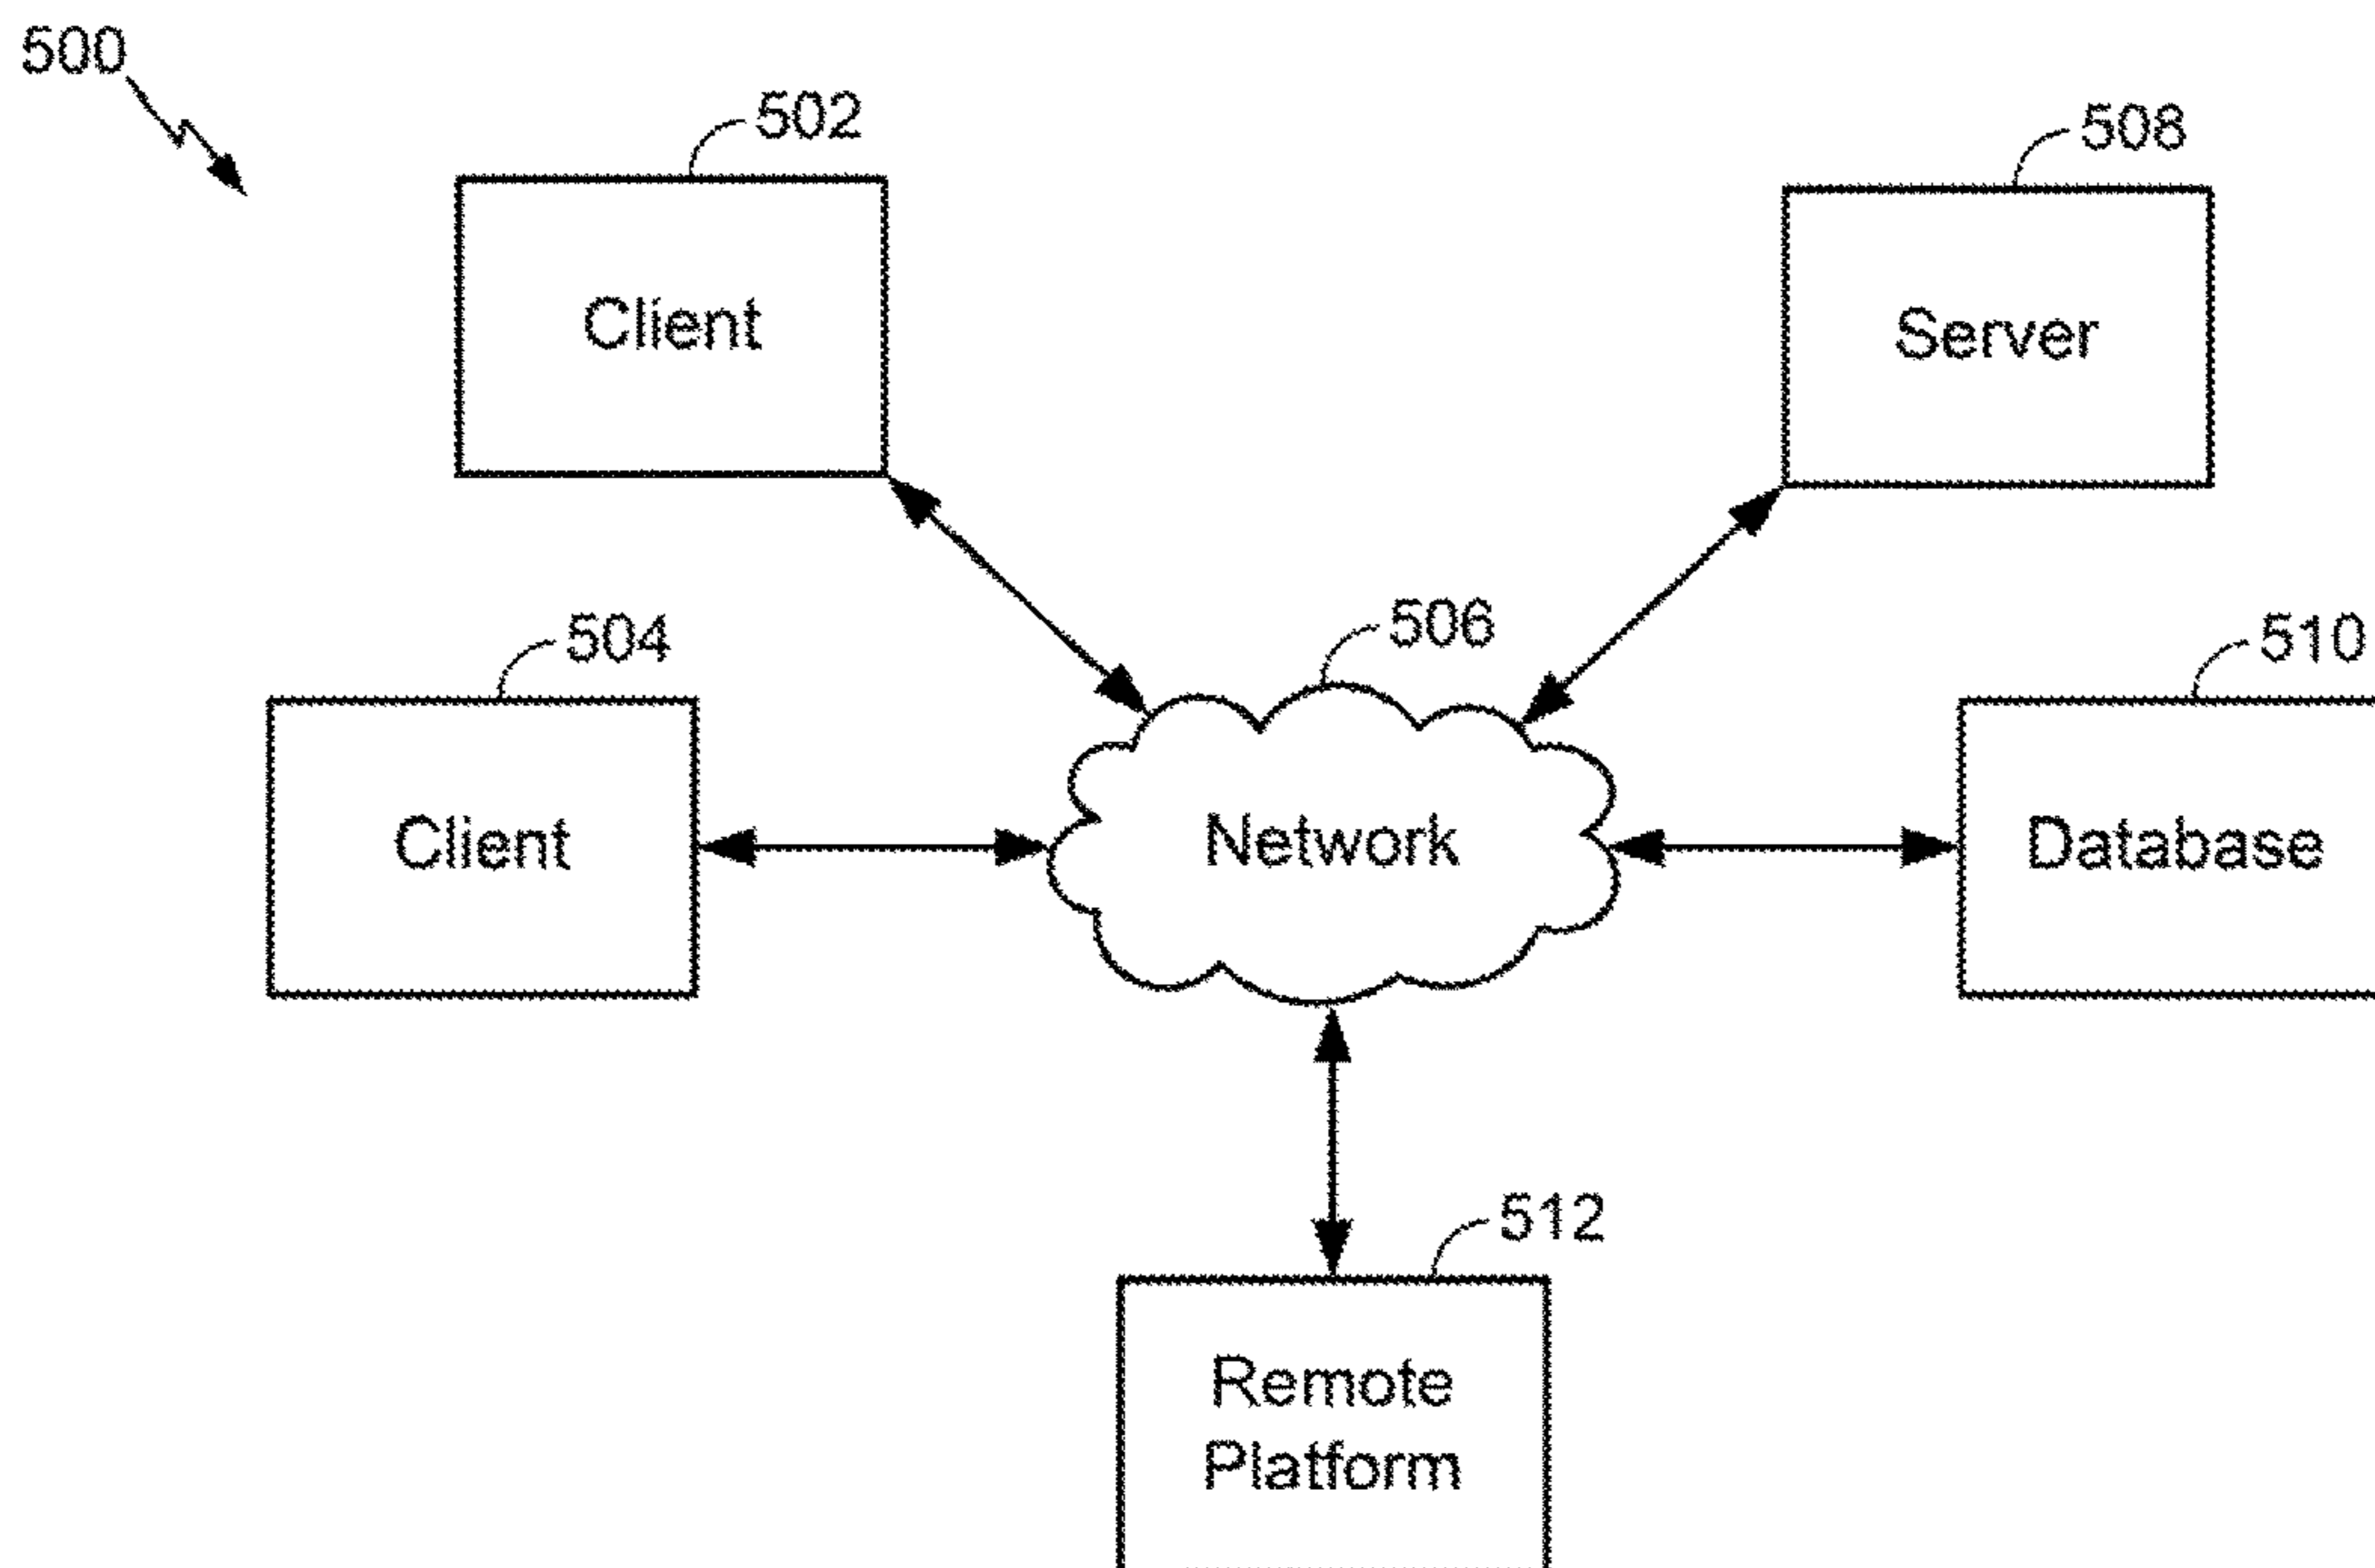 500
502
508
Client
Server
504
506
510
Client
Network
Database
512
Remote
Platform